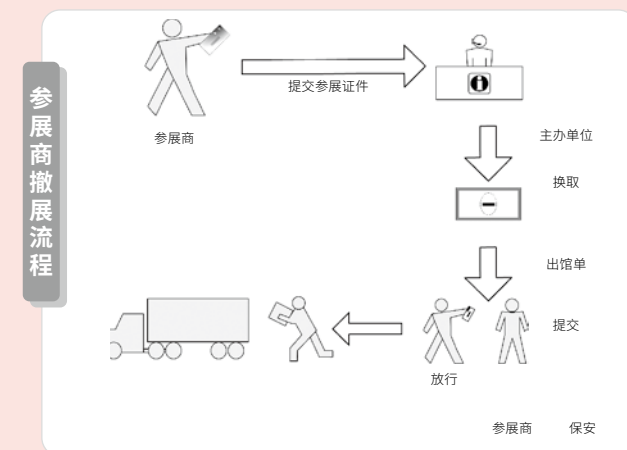 参展商撤展流程
提交参展证件
参展商
主办单位
换取
出馆单
提交
放行
参展商 保安